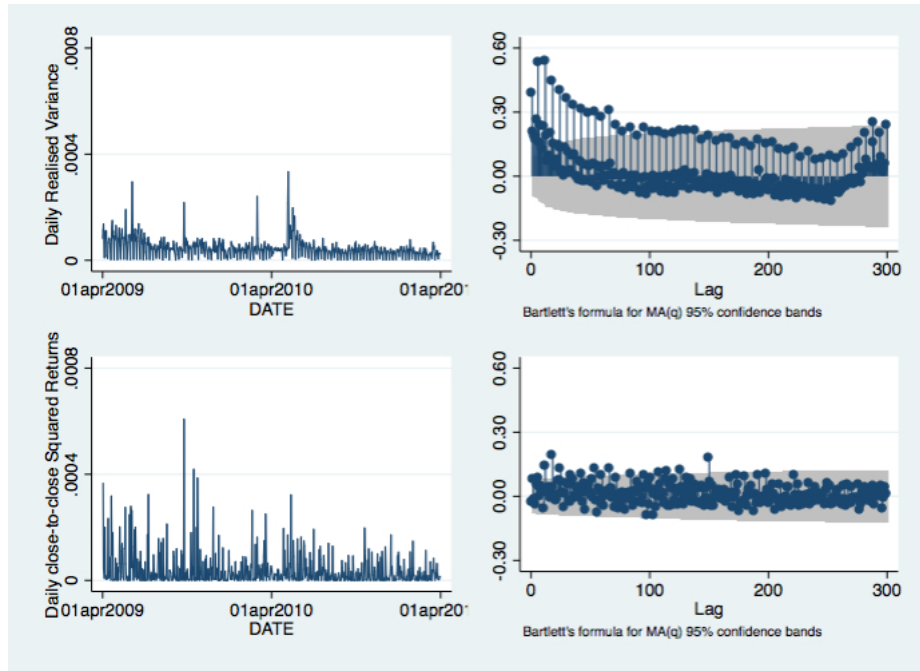 Daily Realised Variance
.0008
.0004
0
01apr2009
01apr2010
01apr201
DATE
0.60
0.30
0.00
-0.30
0
100
200
300
Lag
Bartlett's formula for MA(q) 95% confidence bands
Daily close-to-close Squared Returns
.0008
.0004
0
01apr2009
01apr2010
01apr201
DATE
0.60
0.30
0.00
-0.30
0
100
200
300
Lag
Bartlett's formula for MA(q) 95% confidence bands